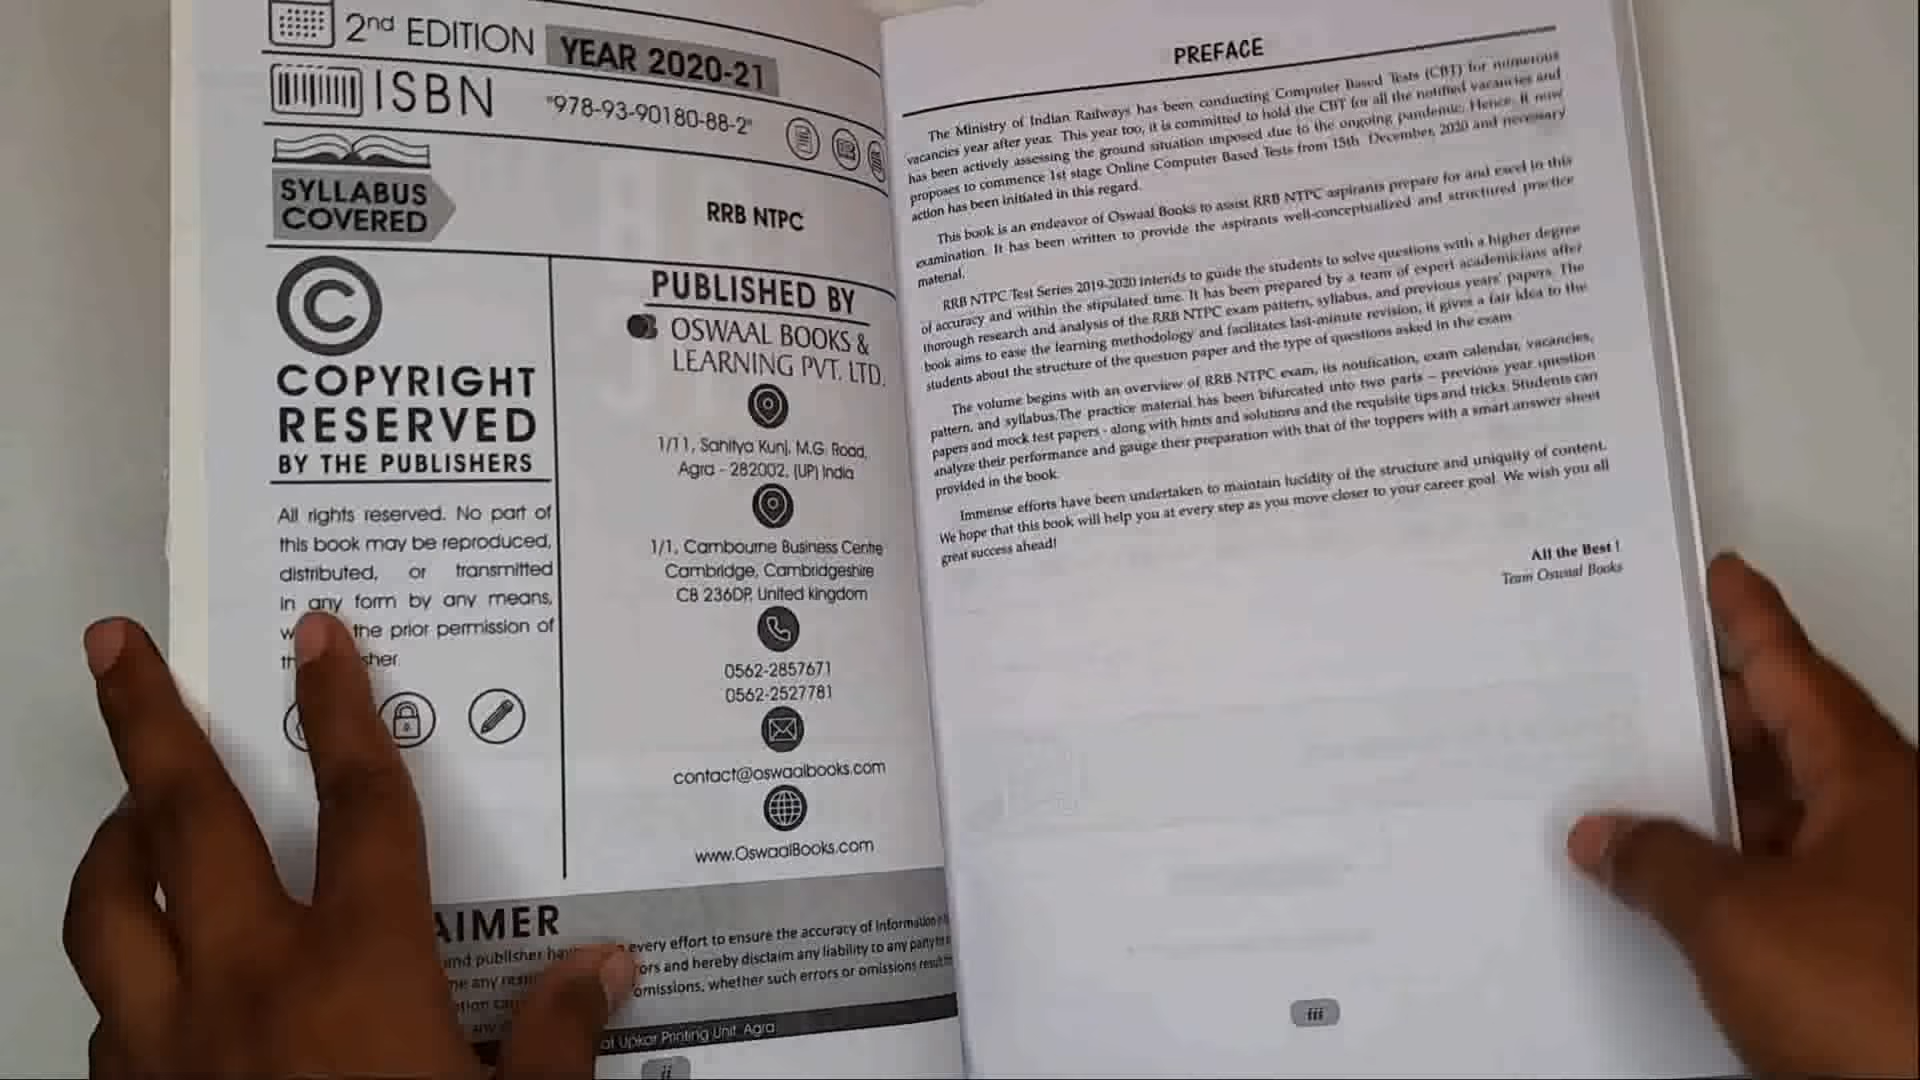 2nd EDITION YEAR 2020-21
ISBN "978-93-90180-88-2"
SYLLABUS
COVERED
RRB NTPC
COPYRIGHT
RESERVED
BY THE PUBLISHERS
All rights reserved. No part of
this book may be reproduced,
distributed, or transmitted
in any form by any means,
the prior permission of
PUBLISHED BY
OSWAAL BOOKS &
LEARNING PVT. LTD.
1/11, Sahitya Kunj, M.G. Road,
Agra - 282002, (UP) India
1/1, Cambourne Business Centre
Cambridge, Cambridgeshire
CB 236DP, United kingdom
0562-2857671
0562-2527781
contact@oswaalbooks.com
www.OswaalBooks.com
AIMER
and publisher every effort to ensure the accuracy of information
and hereby disclaim any liability to any party
omissions, whether such errors or omissions result
Upkar Printing Unit, Agra
ii
PREFACE
The Ministry of Indian Railways has been conducting Computer Based Tests (CBT) for numerous
vacancies year after year. This year too, it is committed to hold the CBT for all the notified vacancies and
has been actively assessing the ground situation imposed due to the ongoing pandemic. Hence, it now
proposes to commence 1st stage Online Computer Based Tests from 15th December, 2020 and necessary
action has been initiated in this regard.
This book is an endeavor of Oswaal Books to assist RRB NTPC aspirants prepare for and excel in this
examination. It has been written to provide the aspirants well-conceptualized and structured practice
material.
RRB NTPC Test Series 2019-2020 intends to guide the students to solve questions with a higher degree
of accuracy and within the stipulated time. It has been prepared by a team of expert academicians after
thorough research and analysis of the RRB NTPC exam pattern, syllabus, and previous years' papers. The
book aims to ease the learning methodology and facilitates last-minute revision, it gives a fair idea to the
students about the structure of the question paper and the type of questions asked in the exam.
The volume begins with an overview of RRB NTPC exam, its notification, exam calendar, vacancies,
pattern, and syllabus.The practice material has been bifurcated into two parts – previous year question
papers and mock test papers - along with hints and solutions and the requisite tips and tricks. Students can
analyze their performance and gauge their preparation with that of the toppers with a smart answer sheet
provided in the book.
Immense efforts have been undertaken to maintain lucidity of the structure and uniquity of content.
We hope that this book will help you at every step as you move closer to your career goal. We wish you all
great success ahead!
All the Best !
Team Oswaal Books
iii